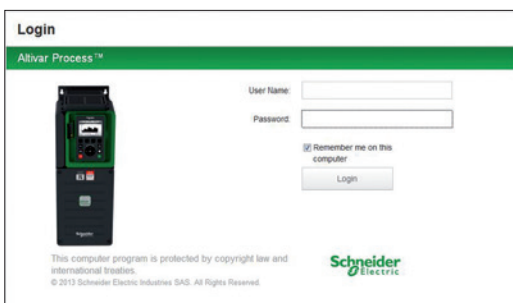 Login
Altivar Process™
User Name:
Password:
Remember me on this
computer
Login
This computer program is protected by copyright law and
international treaties.
© 2013 Schneider Electric Industries SAS. All Rights Reserved.
Schneider
Electric